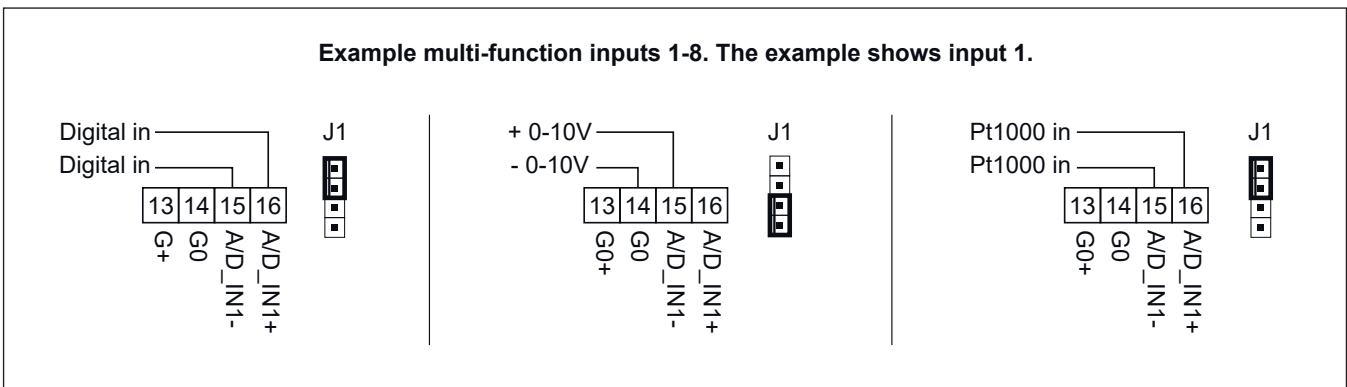 Example multi-function inputs 1-8. The example shows input 1.
Digital in
Digital in
J1
13 14 15 16
G+
G0
A/D_IN1-
A/D_IN1+
+ 0-10V
- 0-10V
J1
13 14 15 16
G0+
G0
A/D_IN1-
A/D_IN1+
Pt1000 in
Pt1000 in
J1
13 14 15 16
G0+
G0
A/D_IN1-
A/D_IN1+